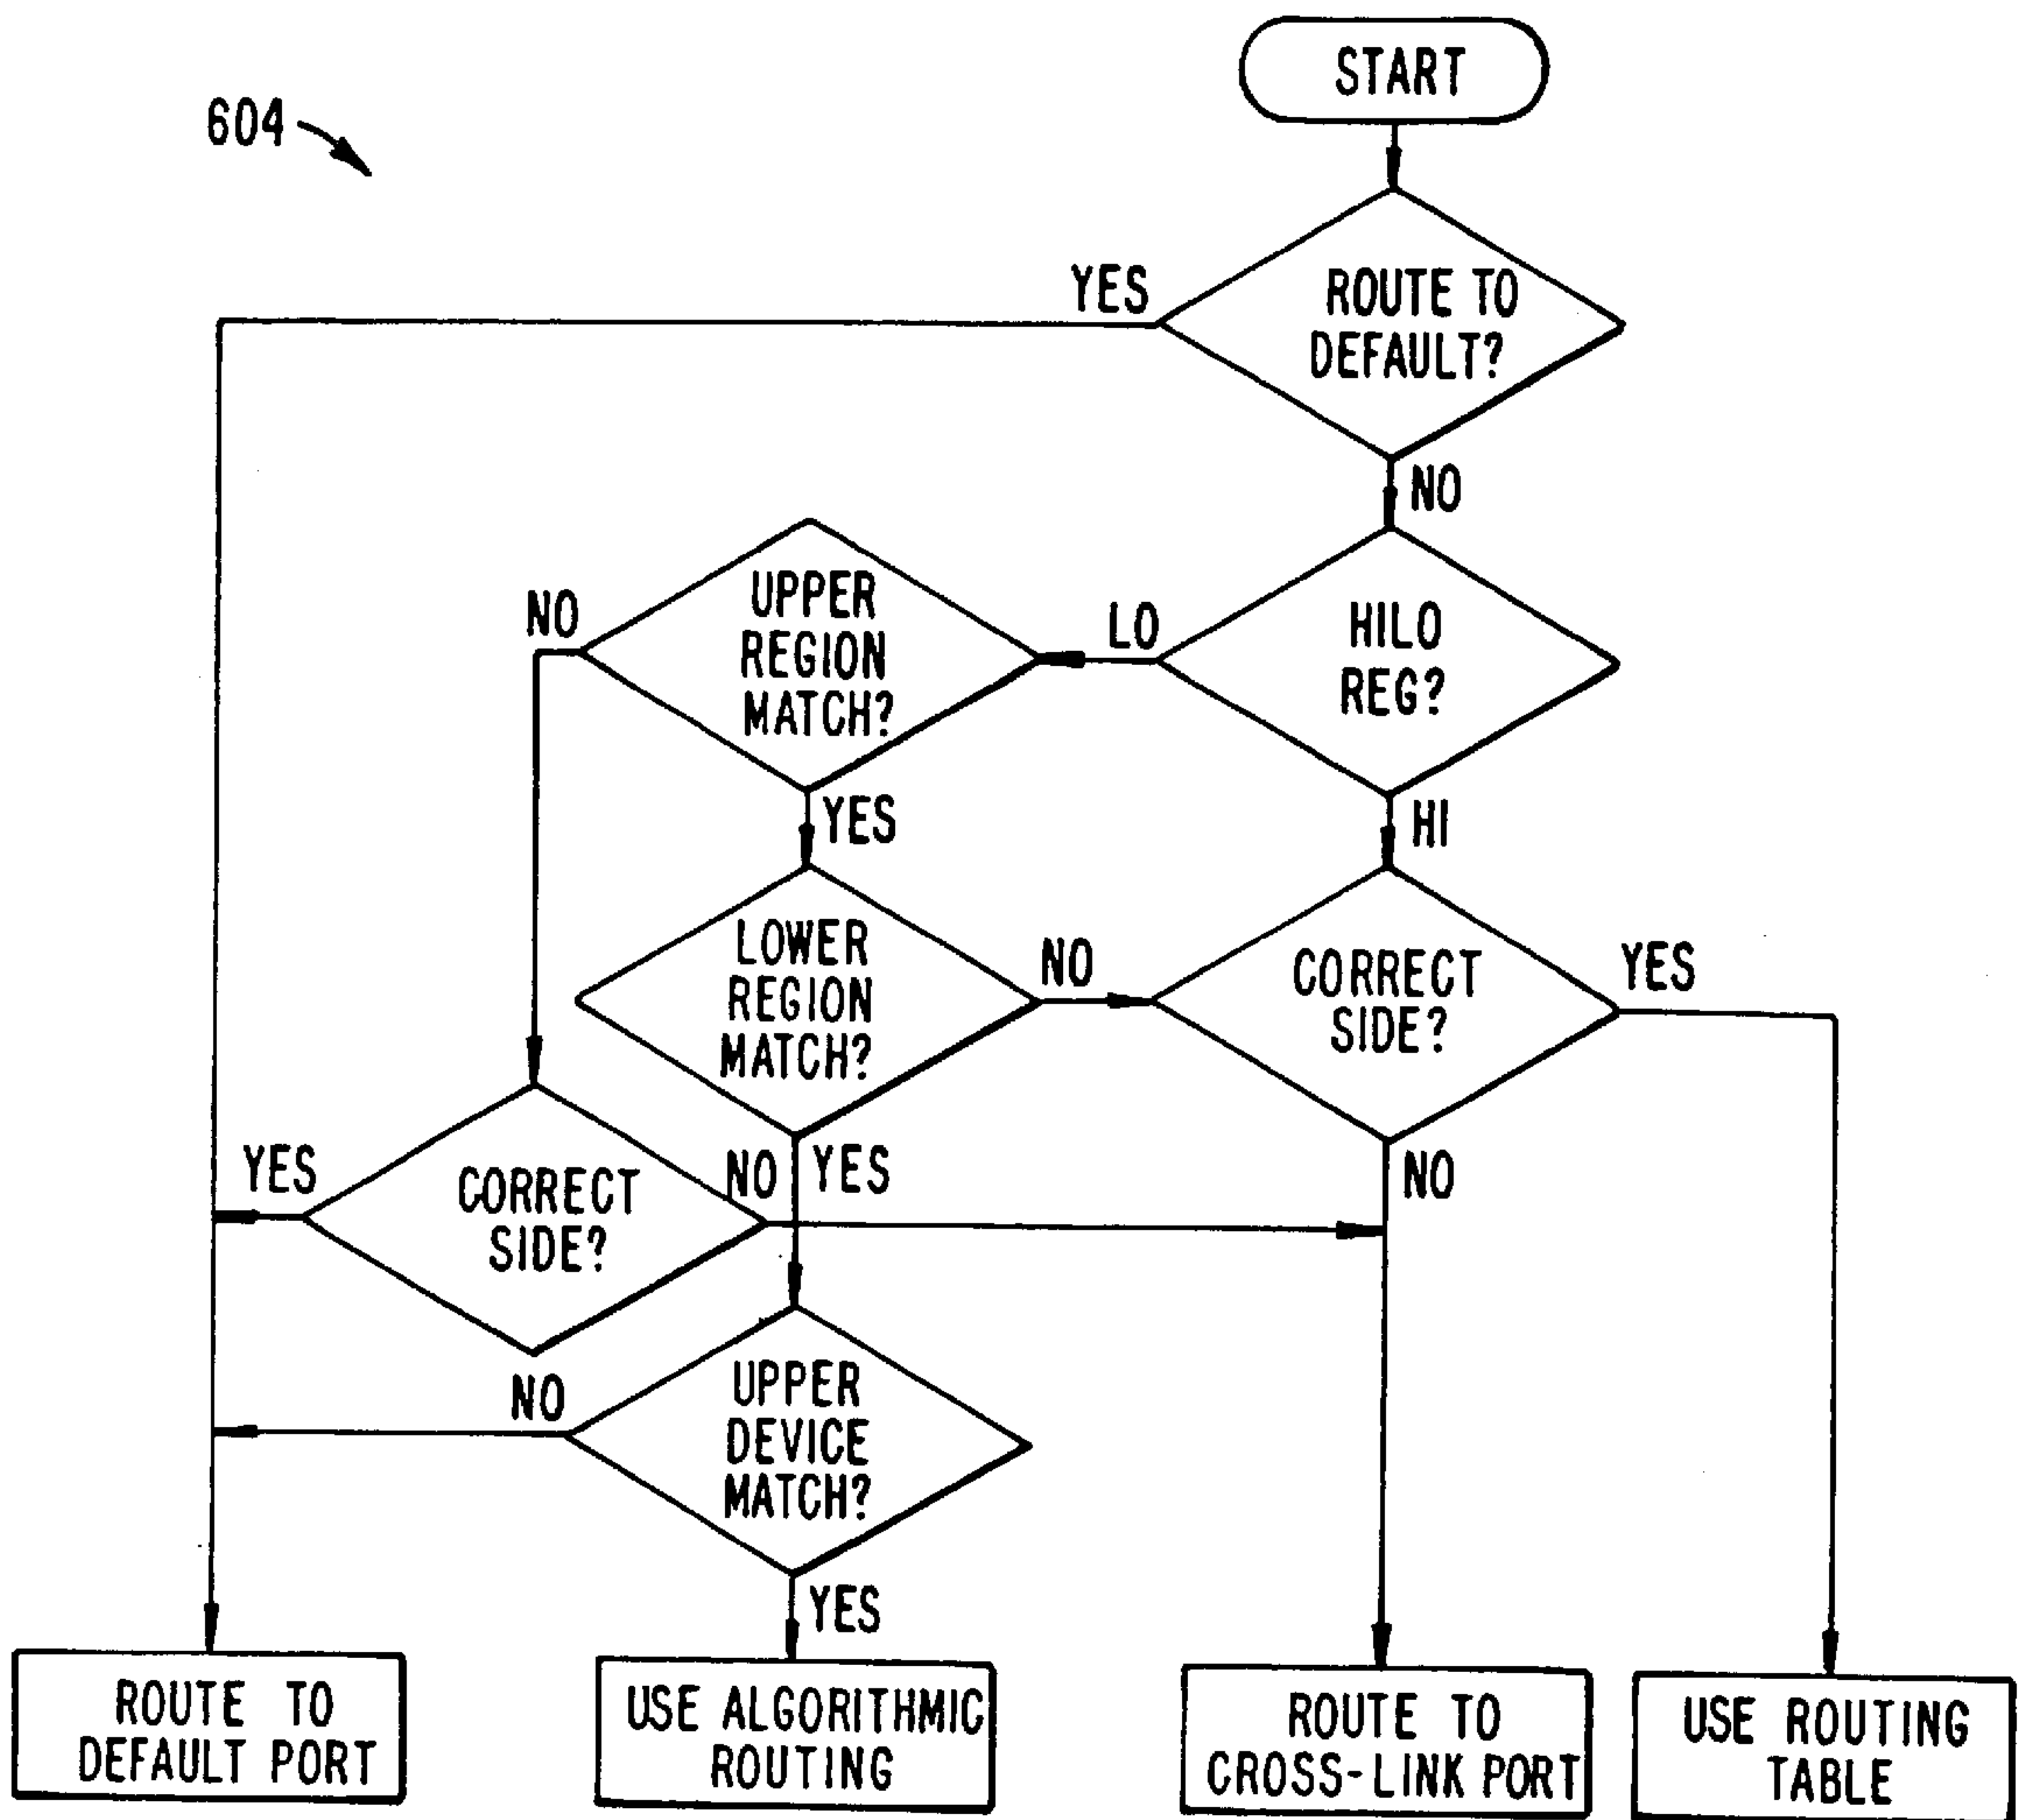 START
604
YES
ROUTE TO
DEFAULT?
NO
NO
UPPER
REGION
MATCH?
LO
HILO
REG?
YES
HI
LOWER
REGION
MATCH?
NO
CORRECT
SIDE?
YES
YES
CORRECT
SIDE?
NO
YES
NO
NO
UPPER
DEVICE
MATCH?
YES
ROUTE TO
DEFAULT PORT
USE ALGORITHMIC
ROUTING
ROUTE TO
CROSS-LINK PORT
USE ROUTING
TABLE